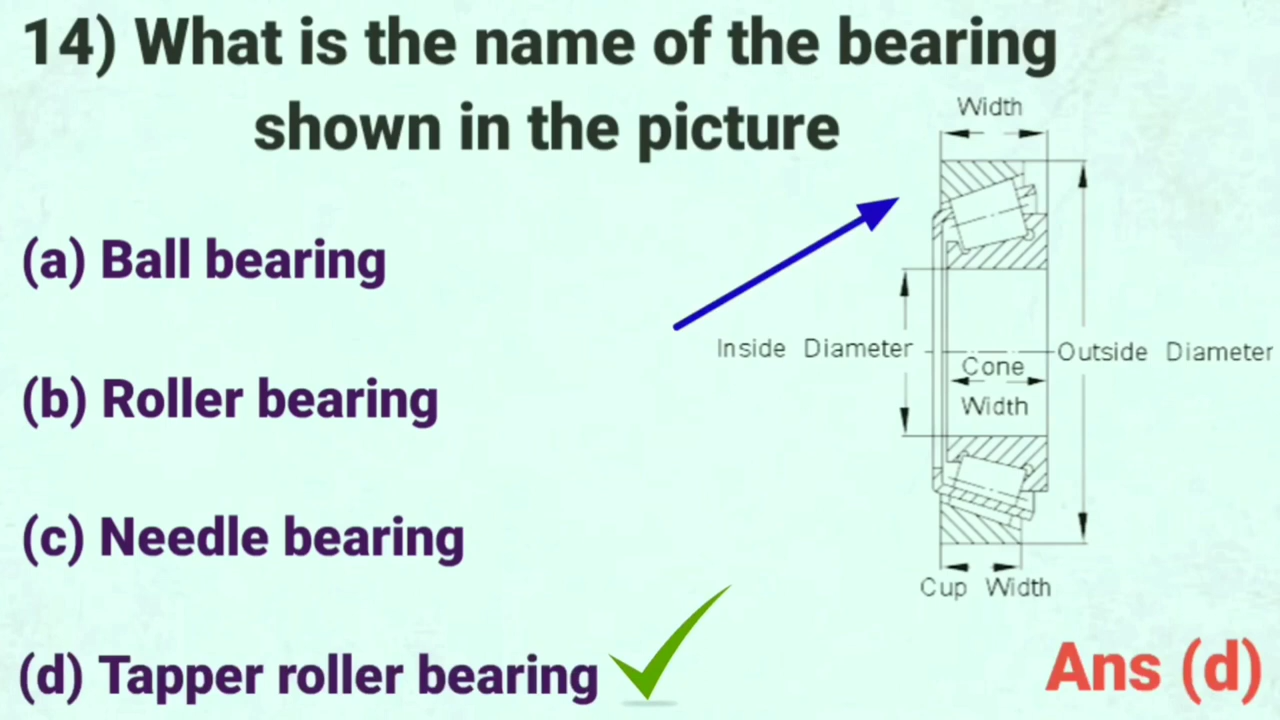 14) What is the name of the bearing
shown in the picture
(a) Ball bearing
(b) Roller bearing
(c) Needle bearing
(d) Tapper roller bearing
Width
Inside Diameter
Outside Diameter
Cone
Width
Cup Width
Ans (d)